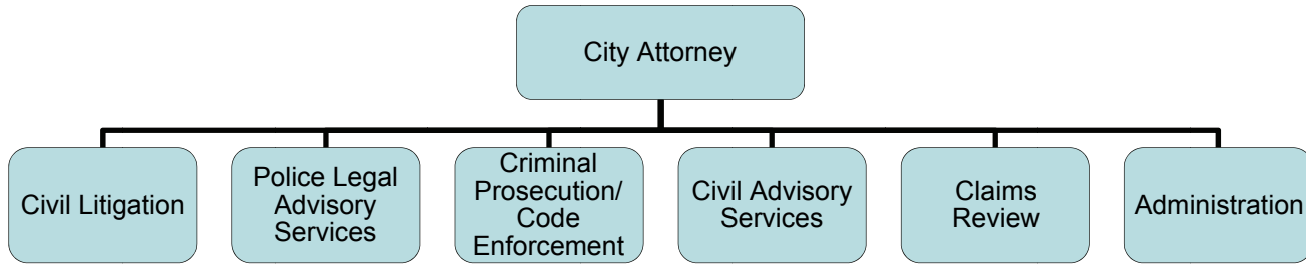 City Attorney
Civil Litigation
Police Legal
Advisory
Services
Criminal
Prosecution/
Code
Enforcement
Civil Advisory
Services
Claims
Review
Administration